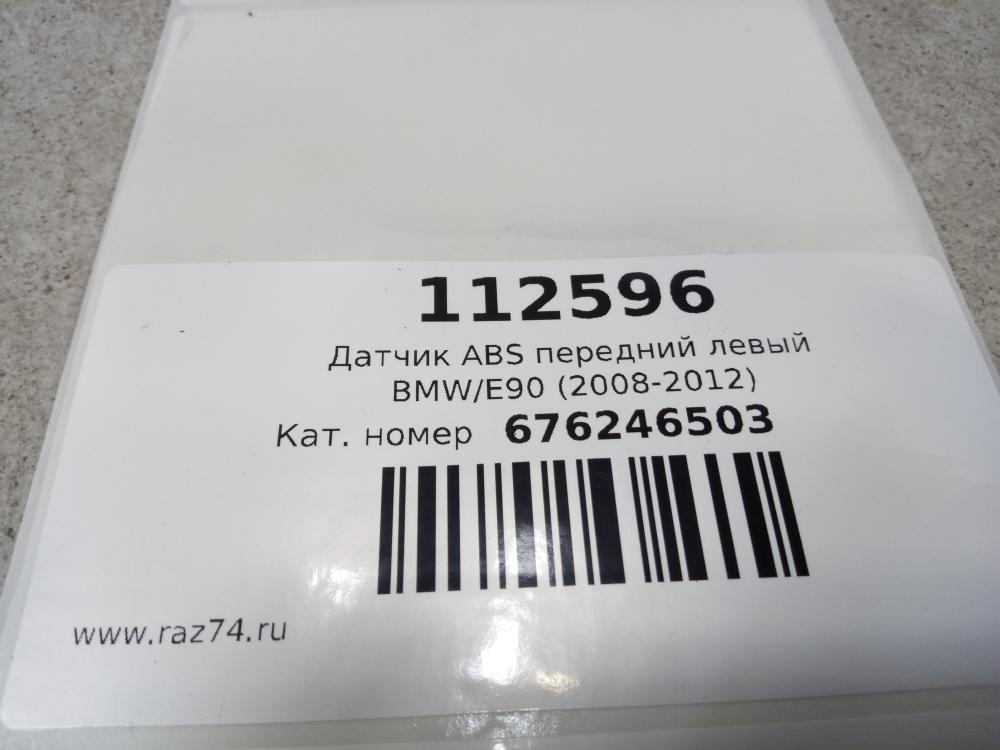 112596
Датчик ABS передний левый
BMW/E90 (2008-2012)
Кат. номер 676246503
www.raz74.ru